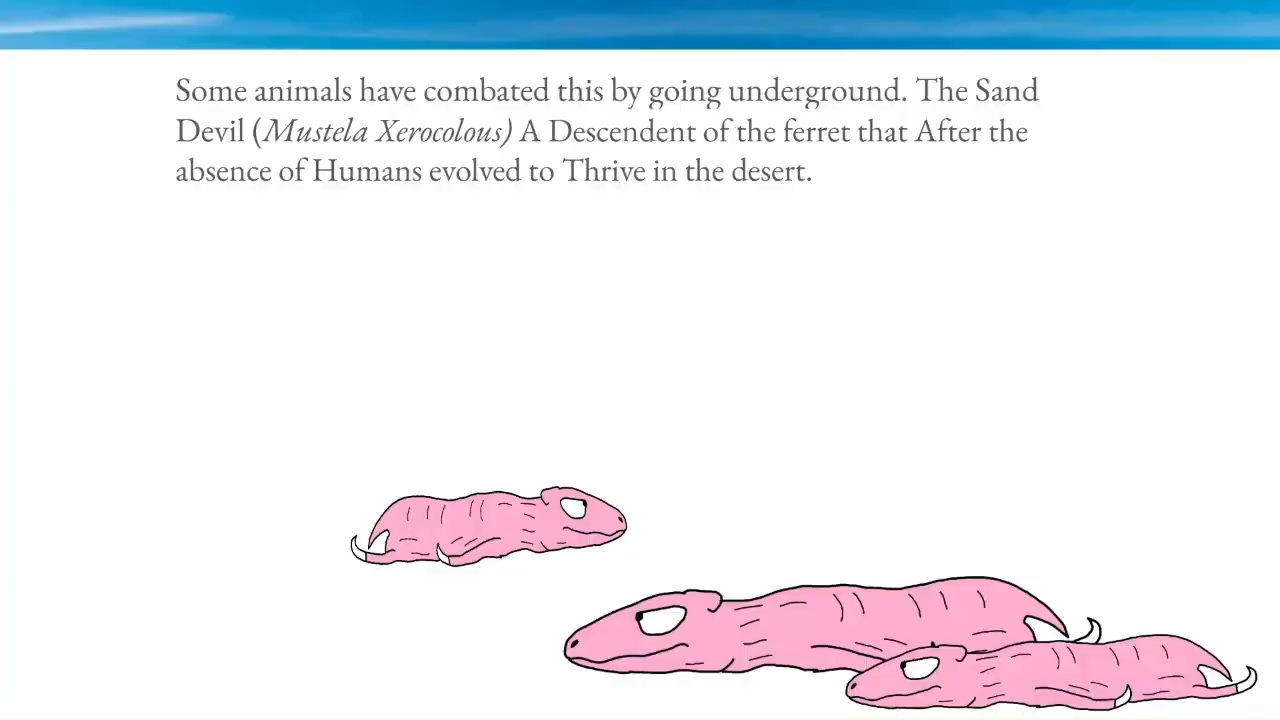 Some animals have combated this by going underground. The Sand
Devil (Mustela Xerocolous) A Descendent of the ferret that After the
absence of Humans evolved to Thrive in the desert.